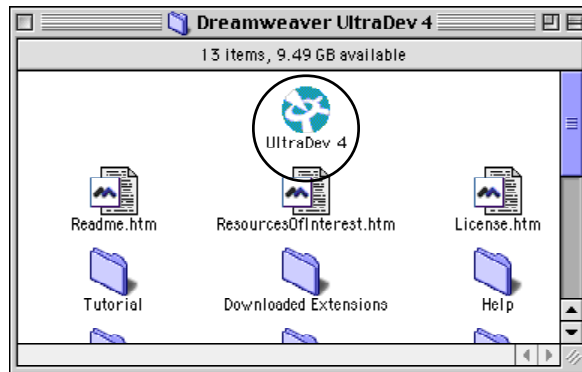 Dreamweaver UltraDev 4
13 items, 9.49 GB available
UltraDev 4
Readme.htm ResourcesOfInterest.htm License.htm
Tutorial Downloaded Extensions Help